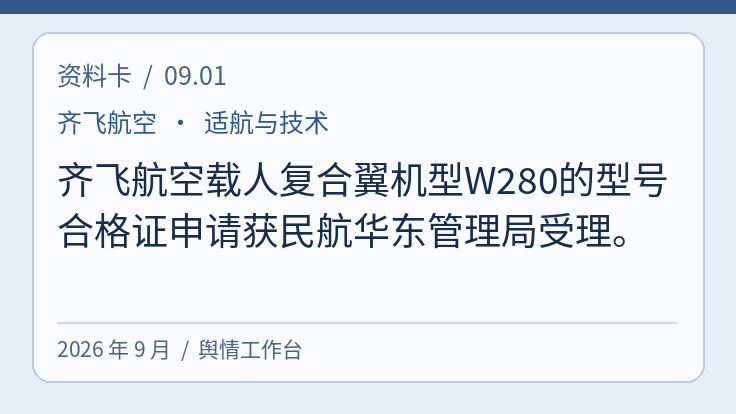 资料卡 / 09.01
齐飞航空 · 适航与技术
齐飞航空载人复合翼机型W280的型号
合格证申请获民航华东管理局受理。
2026 年 9 月 / 舆情工作台